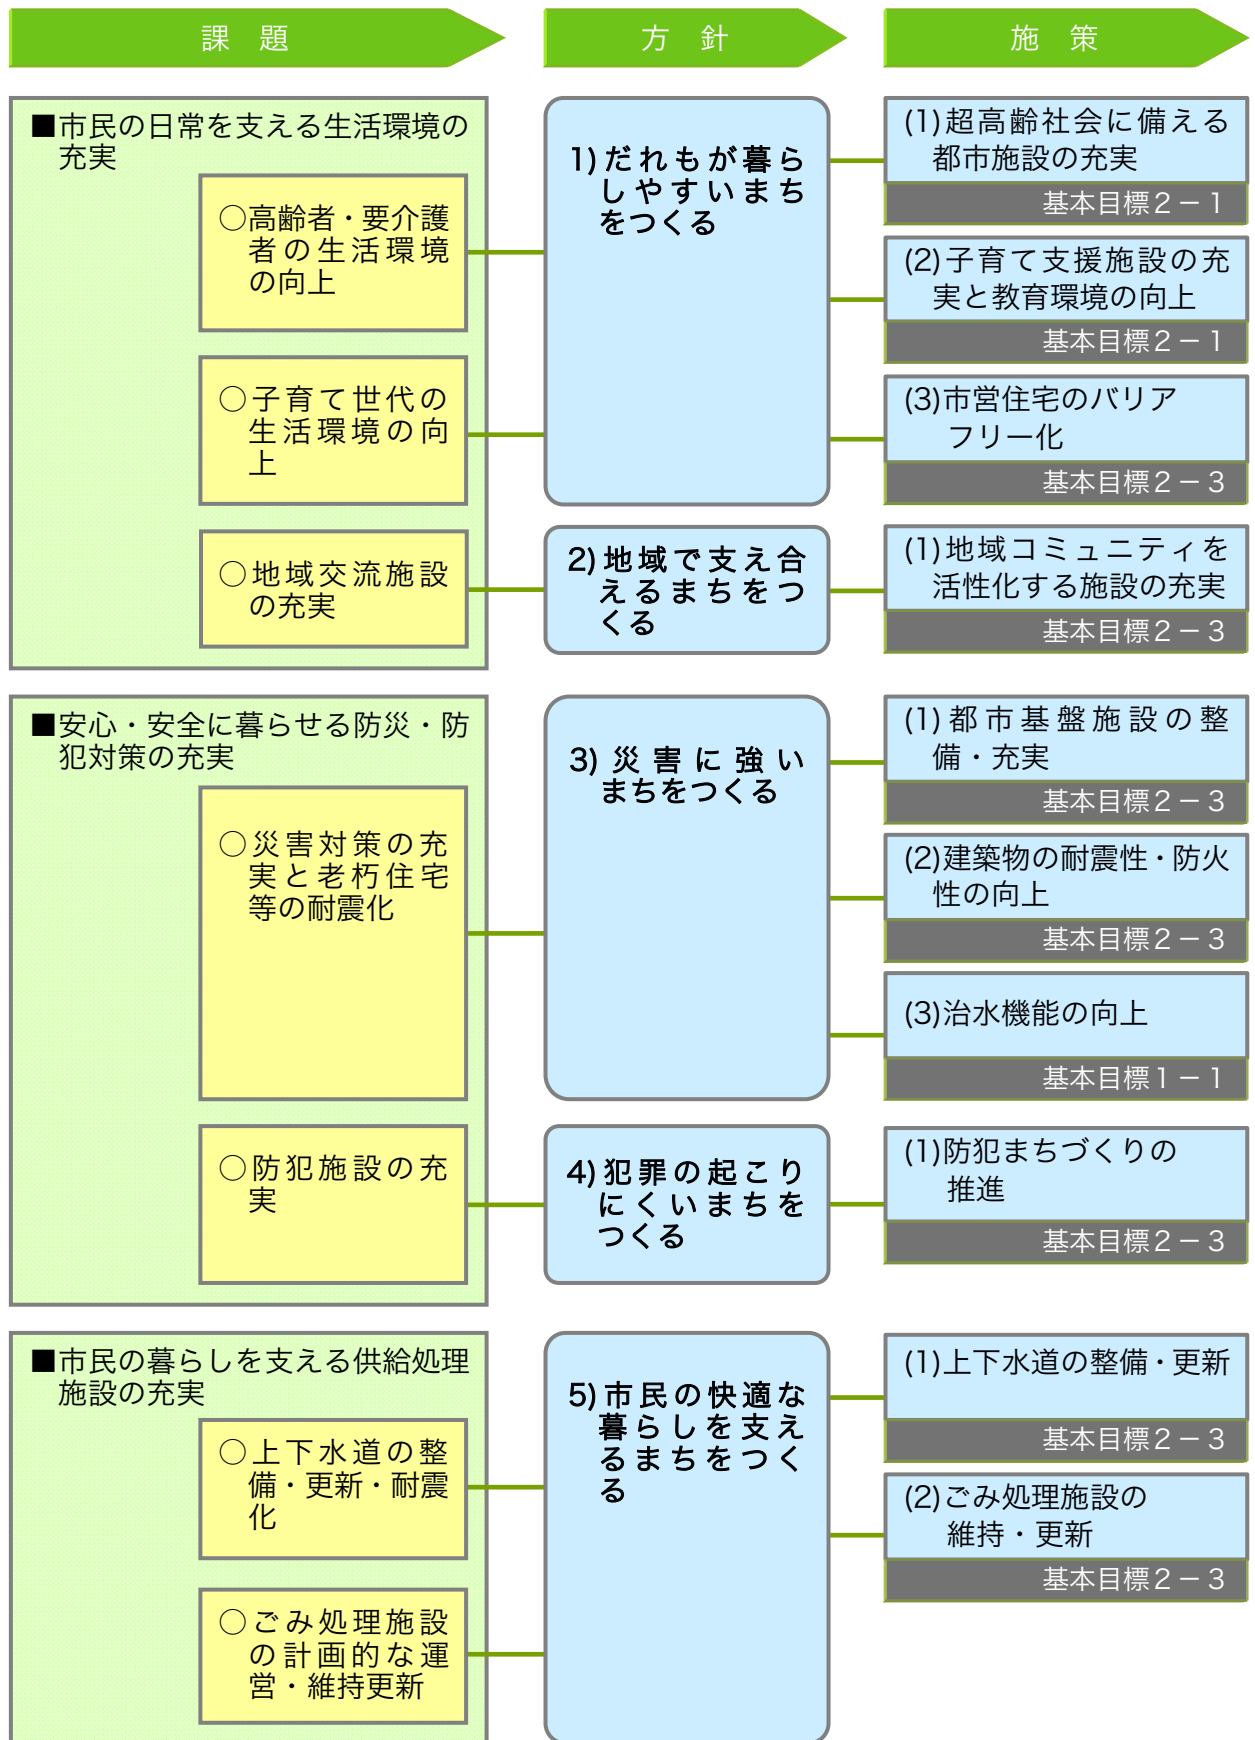 課 題
方 針
施 策
■市民の日常を支える生活環境の
充実
○高齢者・要介護
者の生活環境
の向上
○子育て世代の
生活環境の向
上
○地域交流施設
の充実
1)だれもが暮ら
しやすいまち
をつくる
2)地域で支え合
えるまちをつ
くる
(1)超高齢社会に備える
都市施設の充実
基本目標2-1
(2)子育て支援施設の充
実と教育環境の向上
基本目標2-1
(3)市営住宅のバリア
フリー化
基本目標2-3
(1)地域コミュニティを
活性化する施設の充実
基本目標2-3
■安心・安全に暮らせる防災・防
犯対策の充実
○災害対策の充
実と老朽住宅
等の耐震化
○防犯施設の充
実
3)災害に強い
まちをつくる
4)犯罪の起こり
にくいまちを
つくる
(1)都市基盤施設の整
備・充実
基本目標2-3
(2)建築物の耐震性・防火
性の向上
基本目標2-3
(3)治水機能の向上
基本目標1-1
(1)防犯まちづくりの
推進
基本目標2-3
■市民の暮らしを支える供給処理
施設の充実
○上下水道の整
備・更新・耐震
化
○ごみ処理施設
の計画的な運
営・維持更新
5)市民の快適な
暮らしを支え
るまちをつく
る
(1)上下水道の整備・更新
基本目標2-3
(2)ごみ処理施設の
維持・更新
基本目標2-3